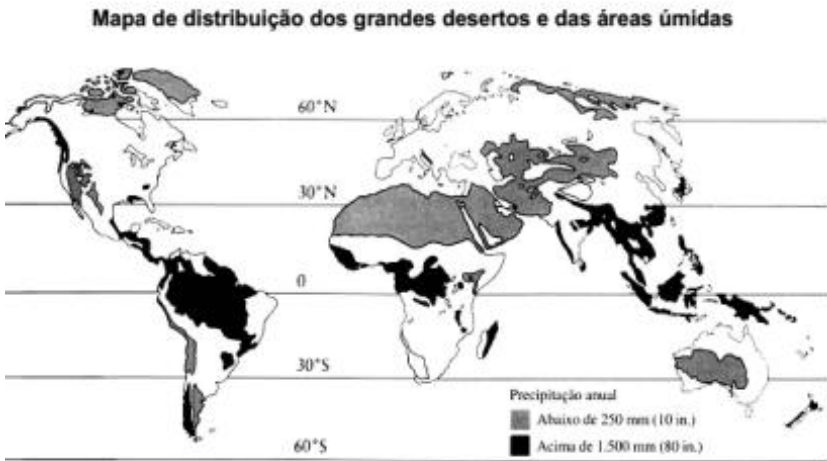 Mapa de distribuição dos grandes desertos e das áreas úmidas
60°N
30°N
0
30°S
60°S
Precipitação anual
Abaixo de 250 mm (10 in.)
Acima de 1.500 mm (80 in.)